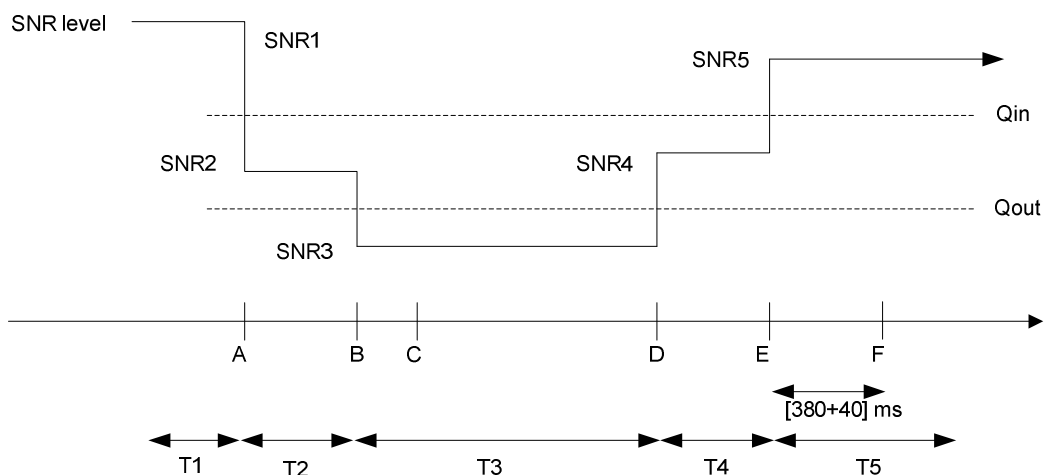 SNR level
SNR1
SNR5
Qin
SNR2
SNR4
Qout
SNR3
A
B
C
D
E
F
[380+40] ms
T1
T2
T3
T4
T5